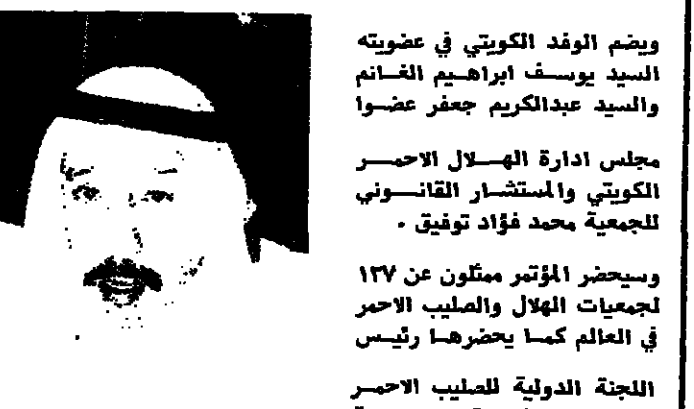 ويضم الوفد الكويتي في عضويته
السيد يوسف ابراهيم الغانم
والسيد عبدالكريم جعفر عضوا
مجلس ادارة الهلال الاحمر
الكويتي والمستشار القانوني
للجمعية محمد فؤاد توفيق .
وسيحضر المؤتمر ممثلون عن ١٣٧
لجمعيات الهلال والصليب الاحمر
في العالم كما يحضرها رئيس
اللجنة الدولية للصليب الاحمر